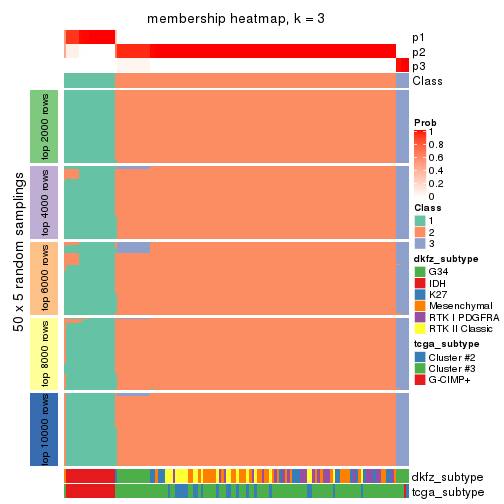 membership heatmap, k = 3
p1
p2
p3
Class
50 x 5 random samplings
top 2000 rows
top 4000 rows
top 6000 rows
top 8000 rows
top 10000 rows
Prob
1
0.8
0.6
0.4
0.2
0
Class
1
2
3
dkfz_subtype
G34
IDH
K27
Mesenchymal
RTK I PDGFRA
RTK II Classic
tcga_subtype
Cluster #2
Cluster #3
G-CIMP+
dkfz_subtype
tcga_subtype